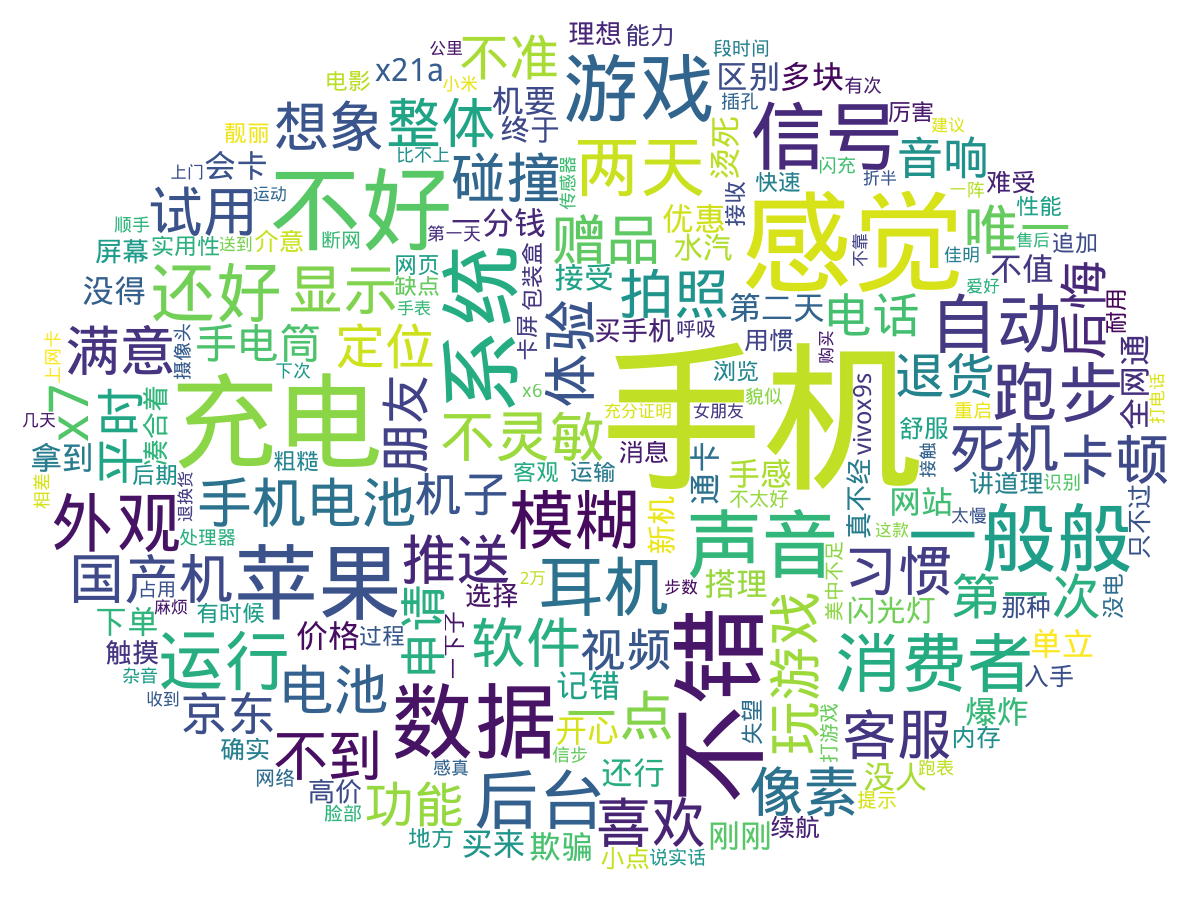 公里
理想
能力
不准
x21a
电影
小米
段时间
区别
多块
有次
游戏
插孔
厉害
想象
整体
机要
终于
靓丽
信号
建议
比不上
上门
会卡
碰撞
两天
烫死
音响
闪充
折半
一阵
难受
传感器
快速
试用
运动
不好
感觉
接收
性能
顺手
断网
第一天
一分钱
赠品
优惠
唯一
售后
追加
屏幕
实用性
送到
介意
系统
包装盒
水汽
不靠
佳明
不值
后悔
没得
还好
显示
网页
缺点
接受
拍照
第二天
电话
爱好
自动
耐用
手表
体验
买手机
呼吸
用惯
满意
摄像头
手电筒
定位
卡屏
购买
全网通
上网卡
下次
手机
浏览
vivox9s
退货
跑步
打电话
x7
平时
凑合着
充电
朋友
不灵敏
x6
充分证明
女朋友
貌似
重启
几天
舒服
死机
卡顿
拿到
后期
粗糙
消息
客观
运输
通卡
手感
不太好
真不经
接触
讲道理
识别
相差
退换货
手机电池
机子
模糊
新机
网站
太慢
只不过
外观
处理器
声音
这款
一般般
国产机
占用
苹果
推送
2万
耳机
步数
搭理
美中不足
习惯
第一次
没电
麻烦
有时候
申请
选择
不错
玩游戏
闪光灯
那种
下单
价格
过程
一下子
软件
视频
消费者
单立
触摸
杂音
运行
电池
记错
入手
收到
京东
数据
一点
开心
失望
打游戏
客服
爆炸
内存
确实
不到
信步
感真
还行
像素
没人
跑表
网络
高价
功能
后台
喜欢
提示
脸部
地方
买来
欺骗
刚刚
续航
小点
说实话